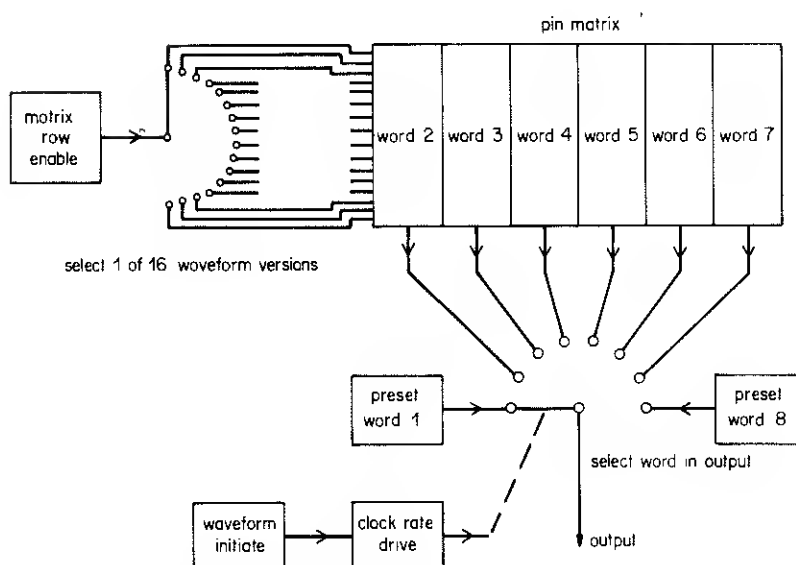 pin matrix
matrix
row
enable
word 2 word 3 word 4 word 5 word 6 word 7
select 1 of 16 waveform versions
preset
word 1
preset
word 8
select word in output
waveform
initiate
clock rate
drive
output